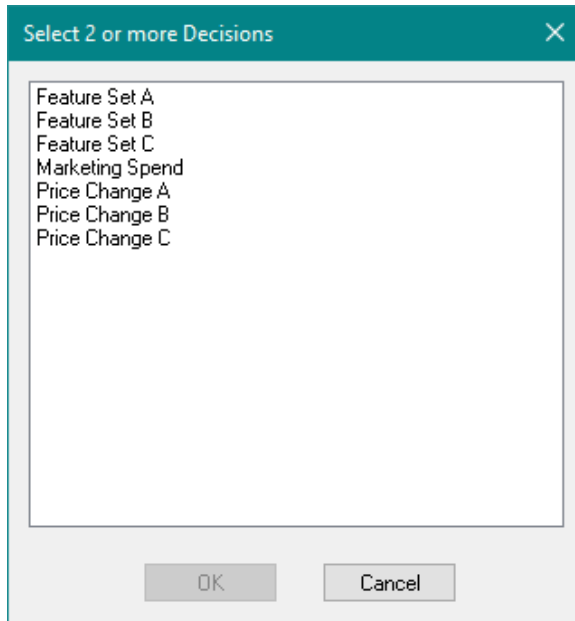 Select 2 or more Decisions
Feature Set A
Feature Set B
Feature Set C
Marketing Spend
Price Change A
Price Change B
Price Change C
OK
Cancel